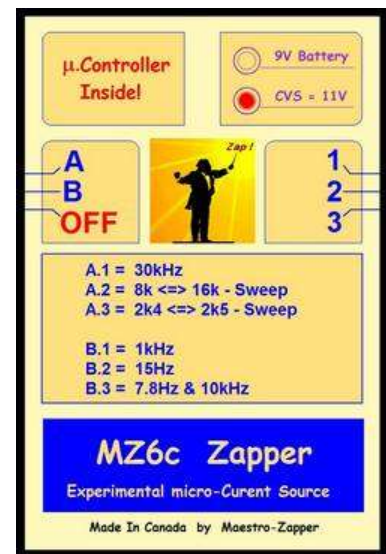 µ.Controller
Inside!
9V Battery
CVS = 11V
A
B
OFF
Zap!
1
2
3
A.1 = 30kHz
A.2 = 8k <=> 16k - Sweep
A.3 = 2k4 <=> 2k5 - Sweep
B.1 = 1kHz
B.2 = 15Hz
B.3 = 7.8Hz & 10kHz
MZ6c Zapper
Experimental micro-Curent Source
Made In Canada by Maestro-Zapper